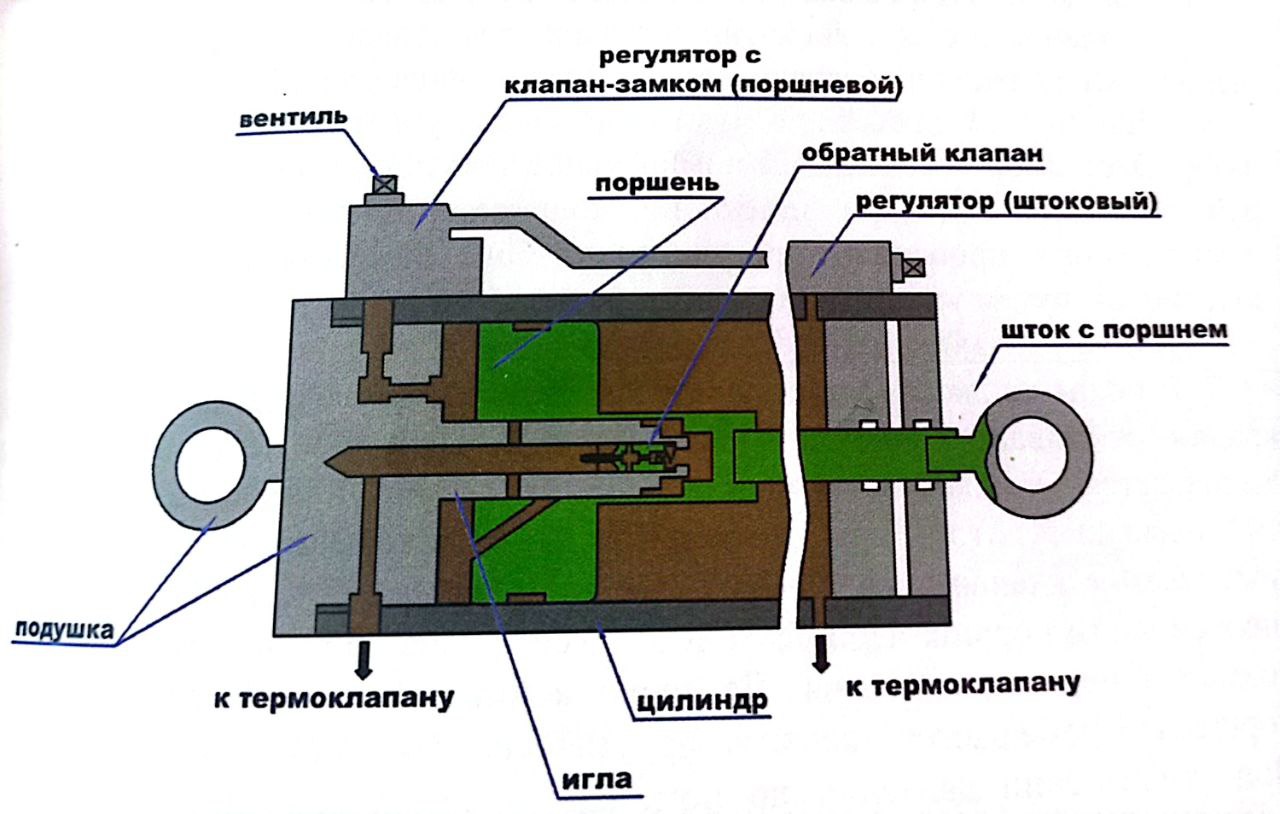 регулятор с
клапан-замком (поршневой)
вентиль
обратный клапан
поршень
регулятор (штоковый)
шток с поршнем
подушка
к термоклапану
к термоклапану
цилиндр
игла